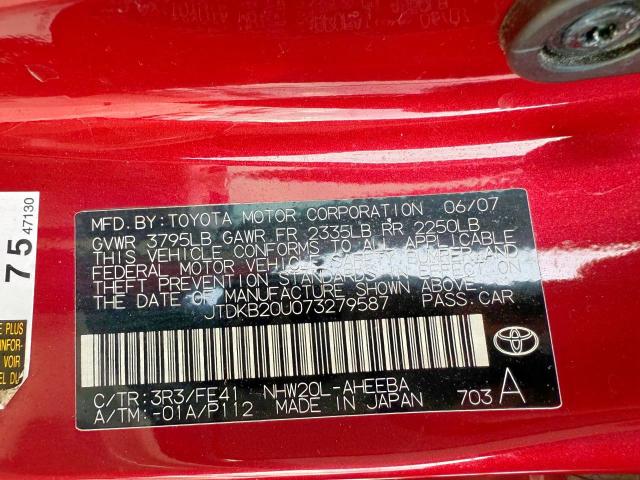 MFD. BY: TOYOTA MOTOR CORPORATION 06/07
GVWR 3795LB GAWR FR 2335LB RR 2250LB
THIS VEHICLE CONFORMS TO ALL APPLICABLE
FEDERAL MOTOR VEHICLE SAFETY, BUMPER, AND
THEFT PREVENTION STANDARDS IN EFFECT ON
THE DATE OF MANUFACTURE SHOWN ABOVE.
JTDKB20U073279587 PASS. CAR
C/TR: 3R3/FE41 NHW20L-AHEEBA
A/TM: -01A/P112 MADE IN JAPAN 703 A
75 47130
VOIR